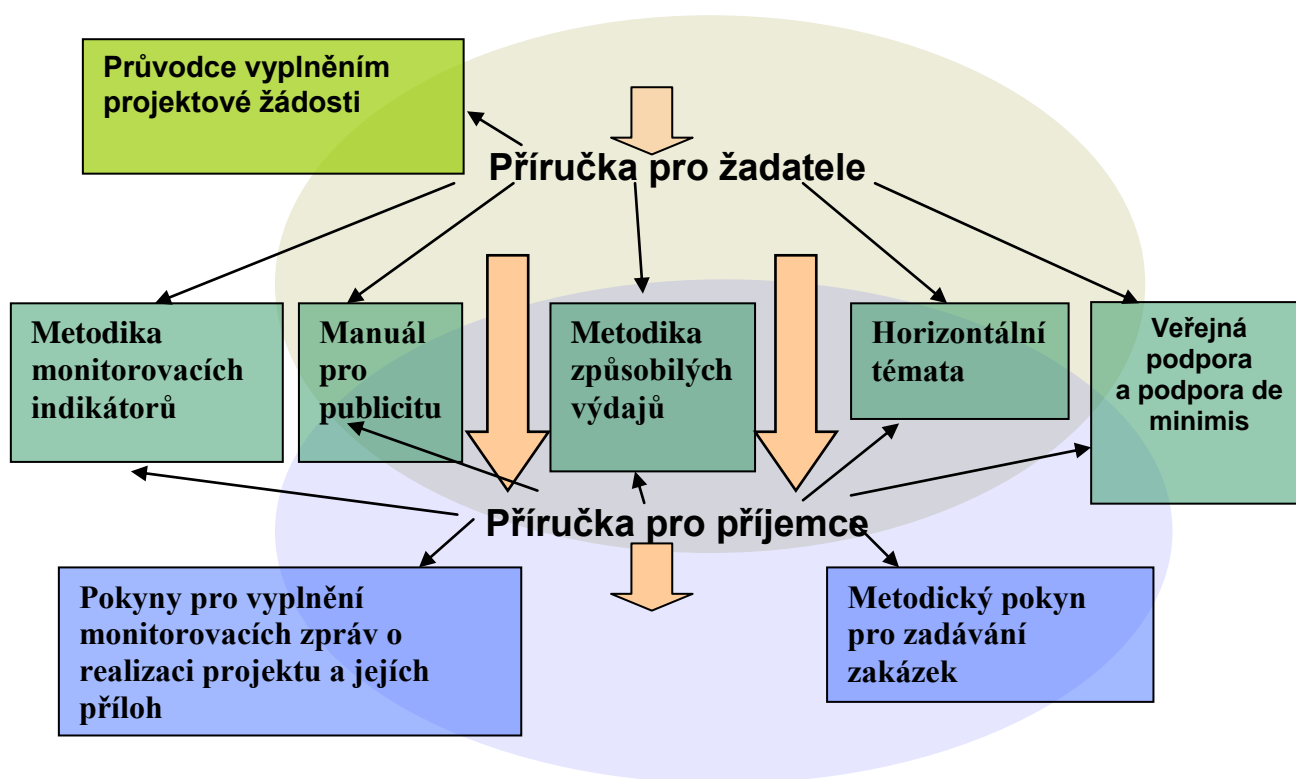 Průvodce vyplněním
projektové žádosti
Příručka pro žadatele
Metodika
monitorovacích
indikátorů
Manuál
pro
publicitu
Metodika
způsobilých
výdajů
Horizontální
témata
Veřejná
podpora
a podpora de
minimis
Příručka pro příjemce
Pokyny pro vyplnění
monitorovacích zpráv o
realizaci projektu a jejích
příloh
Metodický pokyn
pro zadávání
zakázek